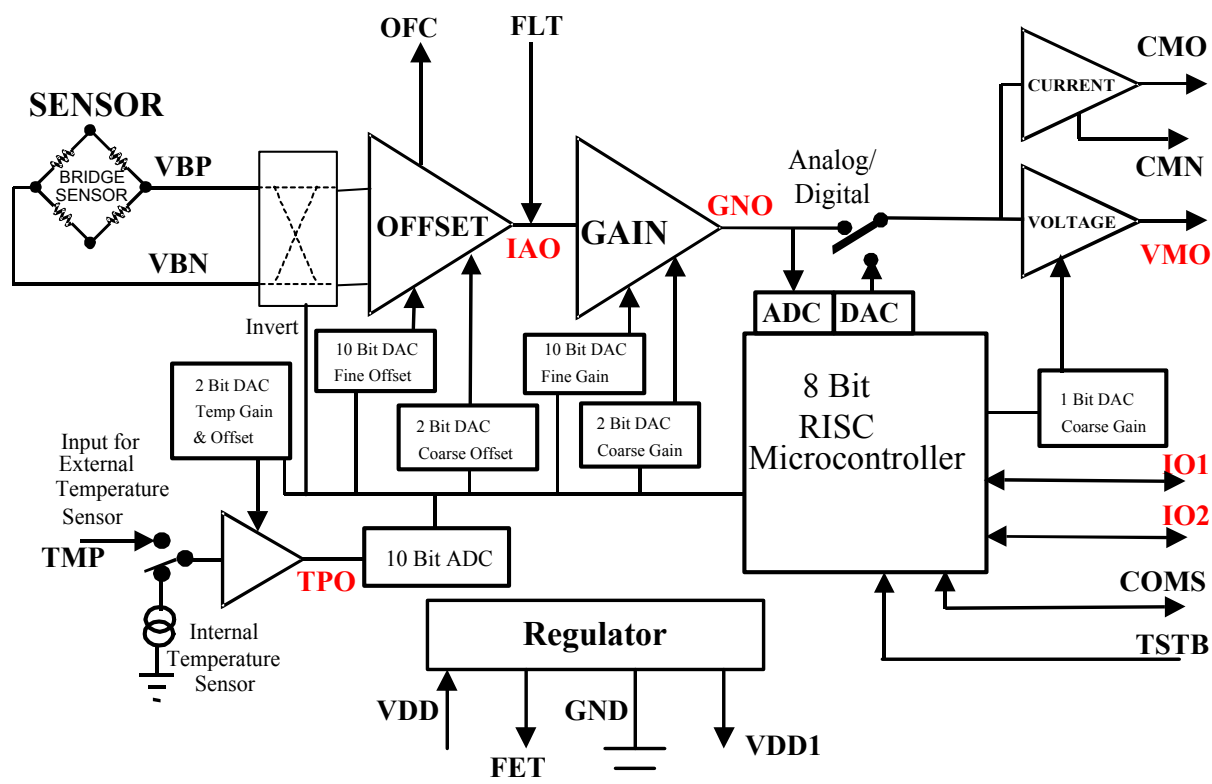 OFC
FLT
CMO
CURRENT
CMN
SENSOR
BRIDGE
SENSOR
VBP
VBN
Invert
OFFSET
IAO
GAIN
GNO
Analog/
Digital
VOLTAGE
VMO
ADC
DAC
10 Bit DAC
Fine Offset
10 Bit DAC
Fine Gain
2 Bit DAC
Temp Gain
& Offset
2 Bit DAC
Coarse Offset
2 Bit DAC
Coarse Gain
8 Bit
RISC
Microcontroller
1 Bit DAC
Coarse Gain
IO1
IO2
COMS
TSTB
Input for
External
Temperature
Sensor
TMP
TPO
10 Bit ADC
Internal
Temperature
Sensor
Regulator
VDD
FET
GND
VDD1